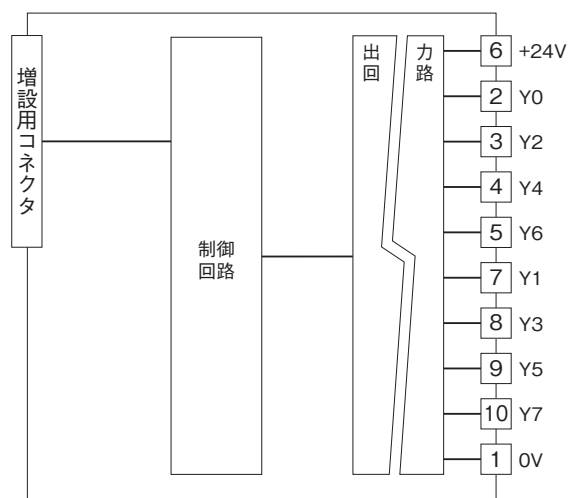 増設用コネクタ
制御
回路
出力
回路
6 +24V
2 Y0
3 Y2
4 Y4
5 Y6
7 Y1
8 Y3
9 Y5
10 Y7
1 0V